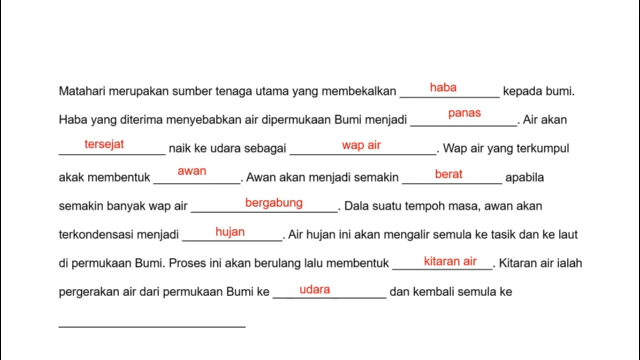 Matahari merupakan sumber tenaga utama yang membekalkan haba kepada bumi.
Haba yang diterima menyebabkan air dipermukaan Bumi menjadi panas. Air akan
tersejat naik ke udara sebagai wap air. Wap air yang terkumpul
akak membentuk awan. Awan akan menjadi semakin berat apabila
semakin banyak wap air bergabung. Dala suatu tempoh masa, awan akan
terkondensasi menjadi hujan. Air hujan ini akan mengalir semula ke tasik dan ke laut
di permukaan Bumi. Proses ini akan berulang lalu membentuk kitaran air. Kitaran air ialah
pergerakan air dari permukaan Bumi ke udara dan kembali semula ke